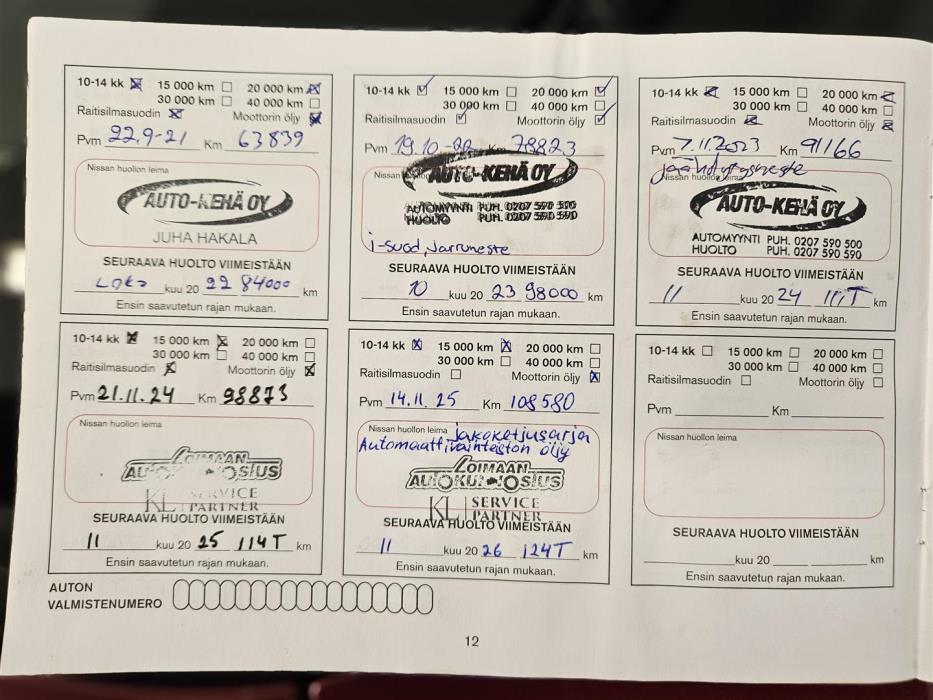 10-14 kk ☒ 15 000 km ☐ 20 000 km ☒
30 000 km ☐ 40 000 km ☐
Raitisilmasuodin ☒ Moottorin öljy ☒
Pvm 22.9-21 Km 63839
Nissan huollon leima
AUTO-KEHÄ OY
JUHA HAKALA
SEURAAVA HUOLTO VIIMEISTÄÄN
Loka kuu 20 22 84000 km
Ensin saavutetun rajan mukaan.
10-14 kk ☑ 15 000 km ☐ 20 000 km ☑
30 000 km ☐ 40 000 km ☐
Raitisilmasuodin ☑ Moottorin öljy ☑
Pvm 19.10-22 Km 78823
Nissan
AUTO-KEHÄ OY
AUTOMYYNTI PUH. 0207 590 500
HUOLTO PUH. 0207 590 590
i-suod, Jarruneste
SEURAAVA HUOLTO VIIMEISTÄÄN
10 kuu 20 23 98000 km
Ensin saavutetun rajan mukaan.
10-14 kk ☑ 15 000 km ☐ 20 000 km ☑
30 000 km ☐ 40 000 km ☐
Raitisilmasuodin ☑ Moottorin öljy ☑
Pvm 7.11.2023 Km 91166
jäähdytysneste
Nissan huollon leima
AUTO-KEHÄ OY
AUTOMYYNTI PUH. 0207 590 500
HUOLTO PUH. 0207 590 590
SEURAAVA HUOLTO VIIMEISTÄÄN
11 kuu 20 24 111T km
Ensin saavutetun rajan mukaan.
10-14 kk ☒ 15 000 km ☒ 20 000 km ☐
30 000 km ☐ 40 000 km ☐
Raitisilmasuodin ☒ Moottorin öljy ☒
Pvm 21.11.24 Km 98873
Nissan huollon leima
LOIMAAN
AUTOKUNNOSTUS
KL SERVICE
PARTNER
SEURAAVA HUOLTO VIIMEISTÄÄN
11 kuu 20 25 114T km
Ensin saavutetun rajan mukaan.
10-14 kk ☒ 15 000 km ☒ 20 000 km ☐
30 000 km ☐ 40 000 km ☐
Raitisilmasuodin ☐ Moottorin öljy ☒
Pvm 14.11.25 Km 108580
Nissan huollon leima Jakoketjusarja
Automaattivaihteiston öljy
LOIMAAN
AUTOKUNNOSTUS
KL SERVICE
PARTNER
SEURAAVA HUOLTO VIIMEISTÄÄN
11 kuu 20 26 124T km
Ensin saavutetun rajan mukaan.
10-14 kk ☐ 15 000 km ☐ 20 000 km ☐
30 000 km ☐ 40 000 km ☐
Raitisilmasuodin ☐ Moottorin öljy ☐
Pvm Km
Nissan huollon leima
SEURAAVA HUOLTO VIIMEISTÄÄN
kuu 20 km
Ensin saavutetun rajan mukaan.
AUTON
VALMISTENUMERO
12